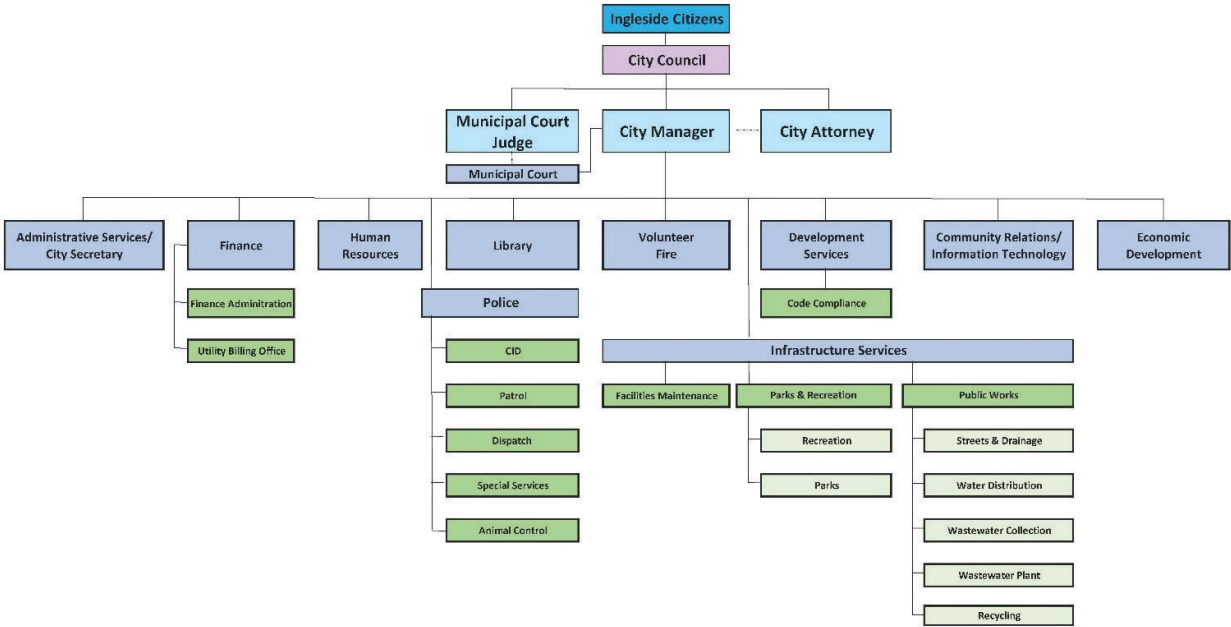 Ingleside Citizens
City Council
Municipal Court
Judge
City Manager
City Attorney
Municipal Court
Administrative Services/
City Secretary
Finance
Human
Resources
Library
Volunteer
Fire
Development
Services
Community Relations/
Information Technology
Economic
Development
Finance Adminitration
Utility Billing Office
Police
CID
Patrol
Dispatch
Special Services
Animal Control
Code Compliance
Infrastructure Services
Facilities Maintenance
Parks & Recreation
Recreation
Parks
Public Works
Streets & Drainage
Water Distribution
Wastewater Collection
Wastewater Plant
Recycling